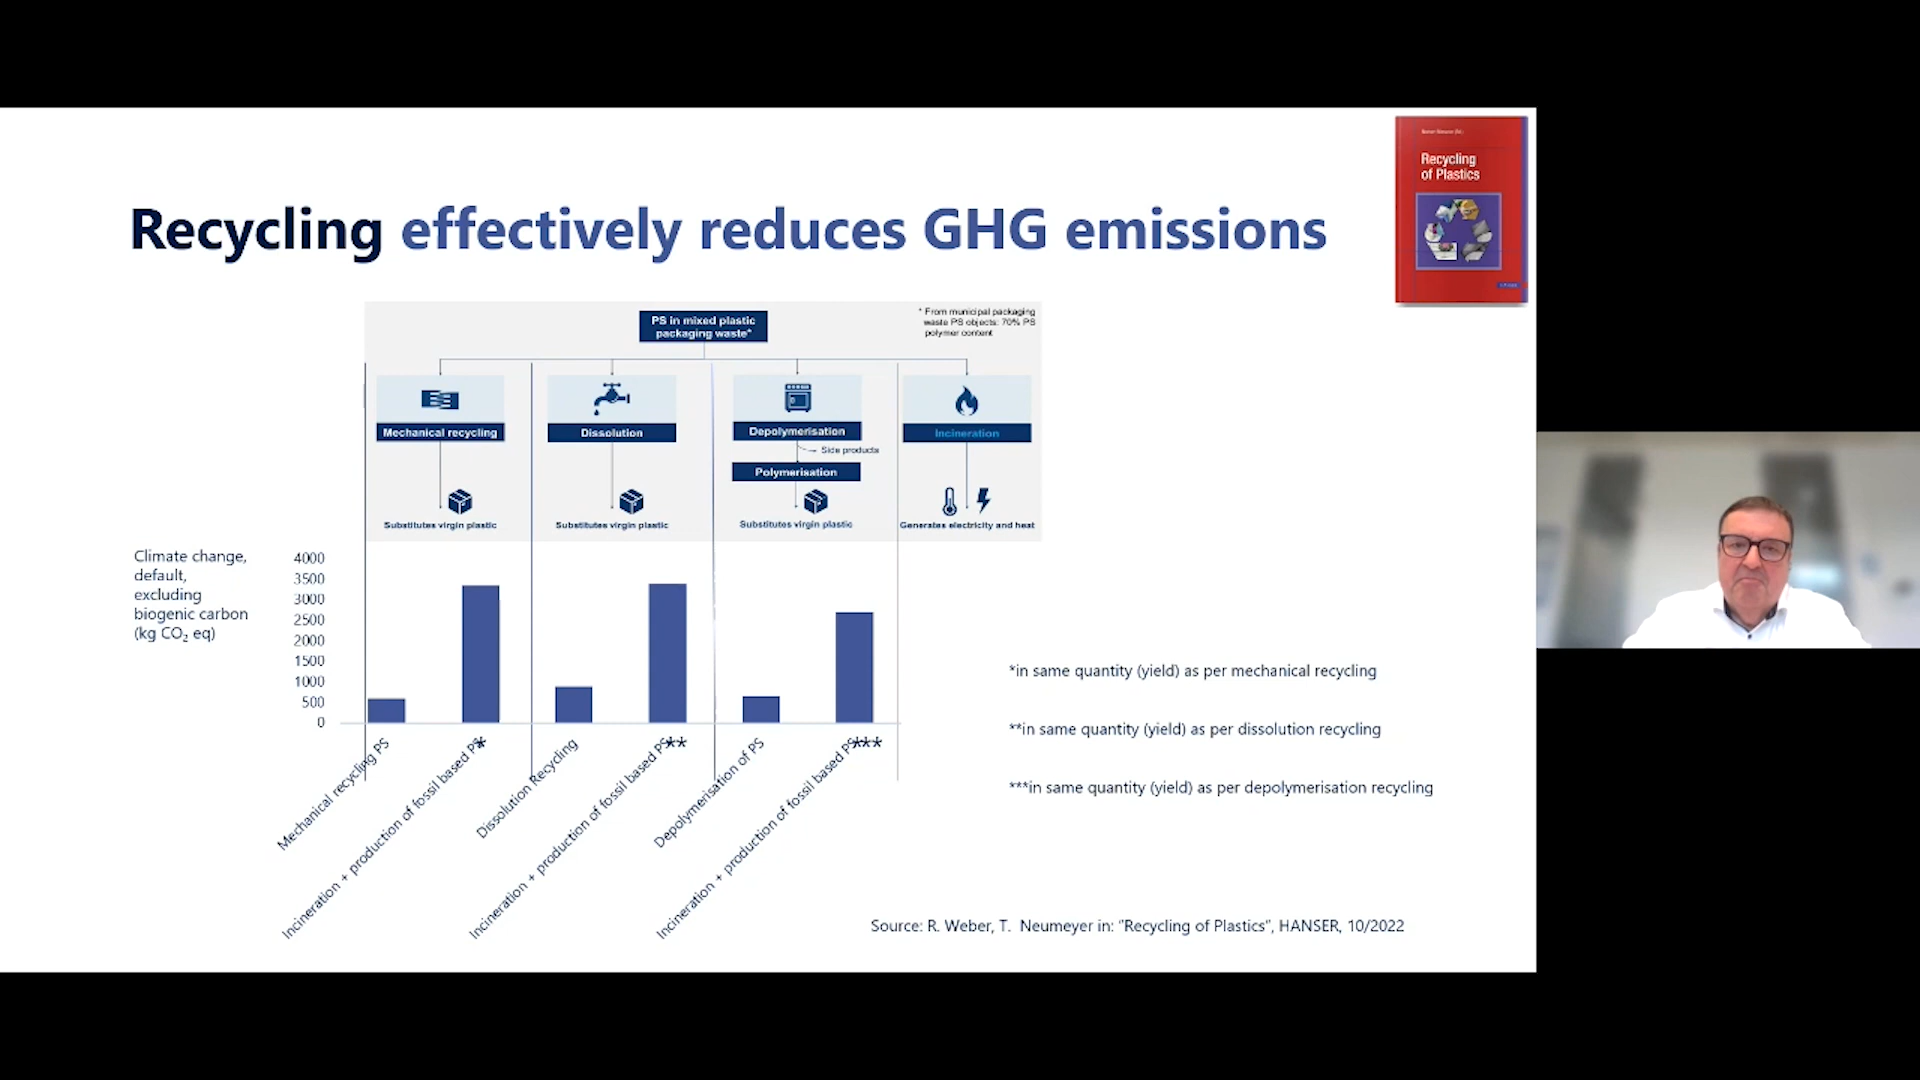 Recycling
of Plastics
Recycling effectively reduces GHG emissions
PS in mixed plastic
packaging waste*
* From municipal packaging
waste PS objects: 70% PS
polymer content
Mechanical recycling
Dissolution
Depolymerisation
Incineration
Side products
Polymerisation
Substitutes virgin plastic
Substitutes virgin plastic
Substitutes virgin plastic
Generates electricity and heat
Climate change,
default,
excluding
biogenic carbon
(kg CO₂ eq)
4000
3500
3000
2500
2000
1500
1000
500
0
Mechanical recycling PS
Incineration + production of fossil based PS*
Dissolution Recycling
Incineration + production of fossil based PS**
Depolymerisation of PS
Incineration + production of fossil based PS***
*in same quantity (yield) as per mechanical recycling
**in same quantity (yield) as per dissolution recycling
***in same quantity (yield) as per depolymerisation recycling
Source: R. Weber, T. Neumeyer in: "Recycling of Plastics", HANSER, 10/2022